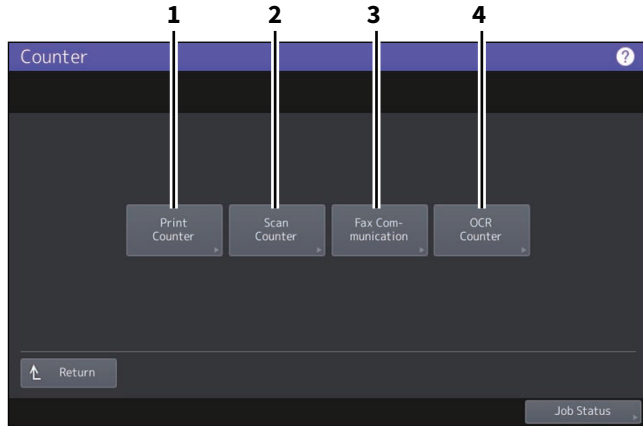 1 2 3 4
Counter ?
Print Scan Fax Com- OCR
Counter Counter munication Counter
Return
Job Status